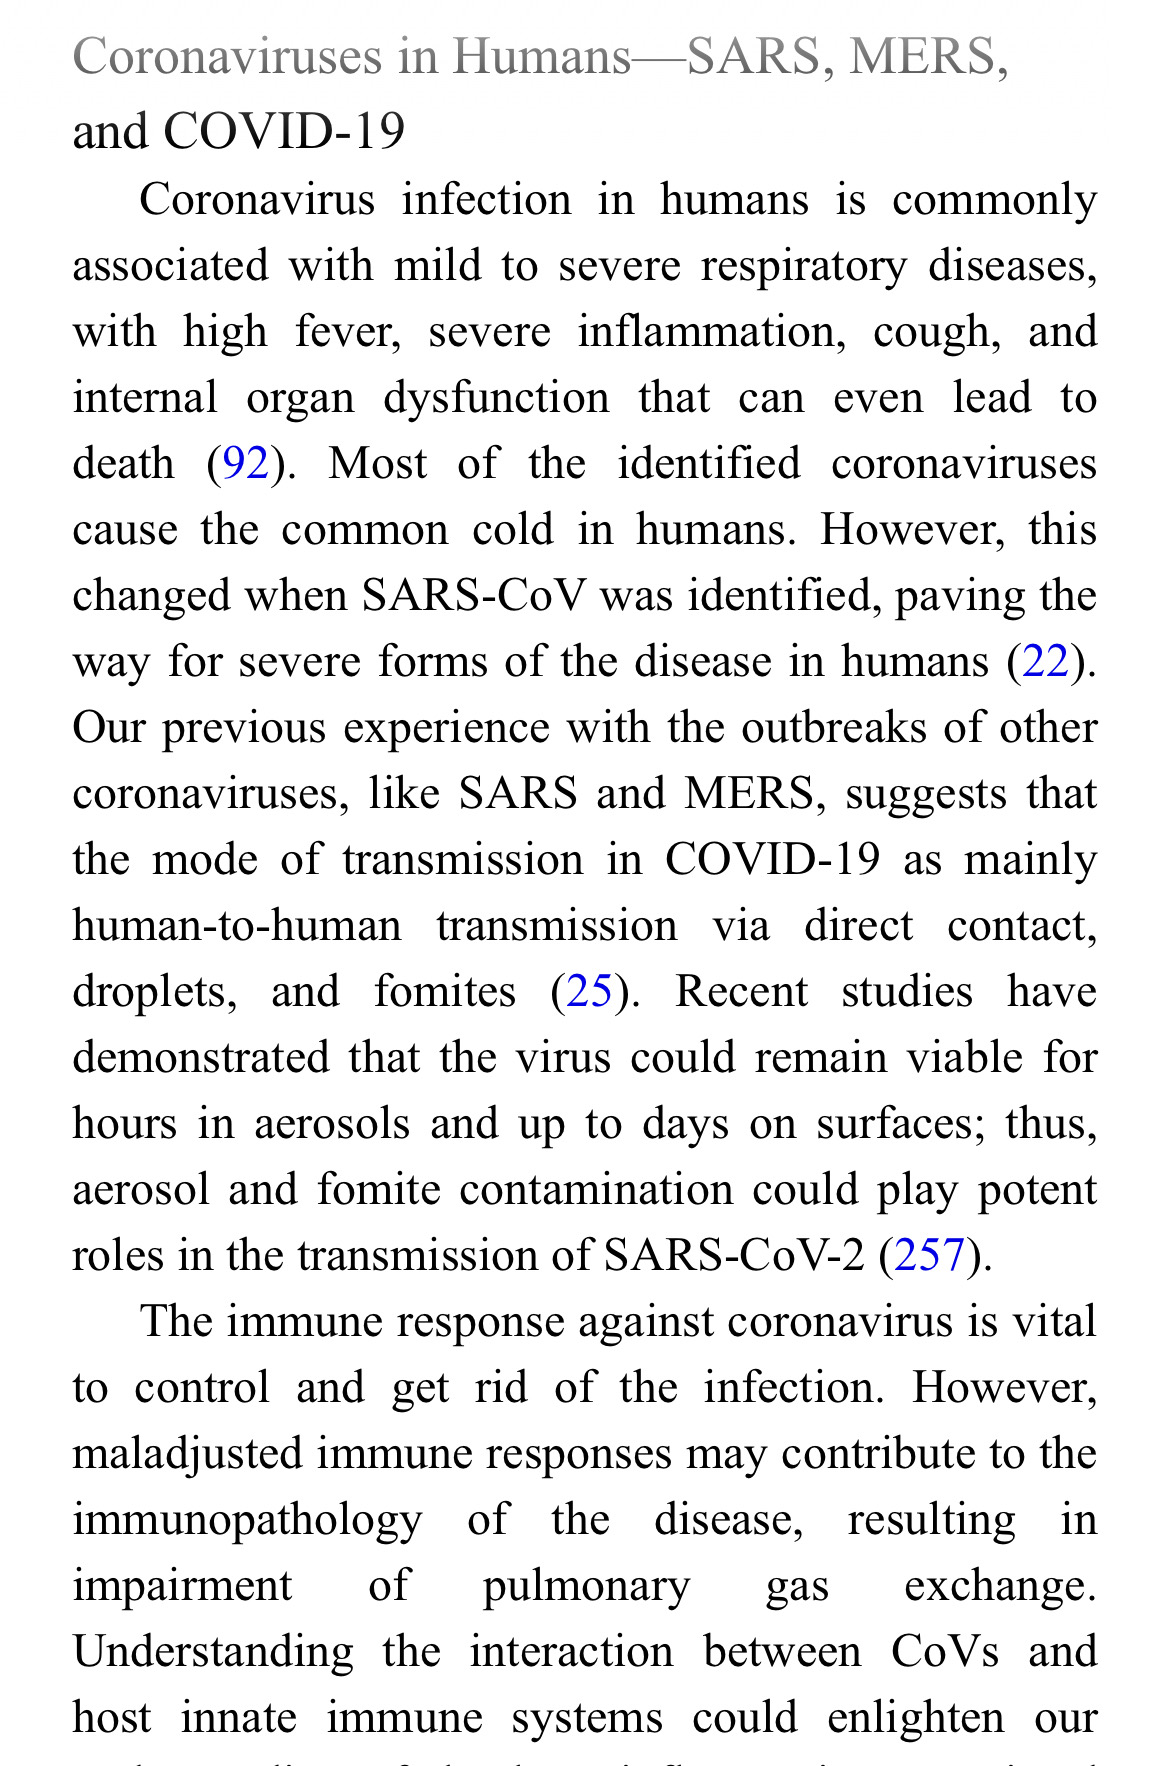 Coronaviruses in Humans—SARS, MERS,
and COVID-19
Coronavirus infection in humans is commonly
associated with mild to severe respiratory diseases,
with high fever, severe inflammation, cough, and
internal organ dysfunction that can even lead to
death (92). Most of the identified coronaviruses
cause the common cold in humans. However, this
changed when SARS-CoV was identified, paving the
way for severe forms of the disease in humans (22).
Our previous experience with the outbreaks of other
coronaviruses, like SARS and MERS, suggests that
the mode of transmission in COVID-19 as mainly
human-to-human transmission via direct contact,
droplets, and fomites (25). Recent studies have
demonstrated that the virus could remain viable for
hours in aerosols and up to days on surfaces; thus,
aerosol and fomite contamination could play potent
roles in the transmission of SARS-CoV-2 (257).
The immune response against coronavirus is vital
to control and get rid of the infection. However,
maladjusted immune responses may contribute to the
immunopathology of the disease, resulting in
impairment of pulmonary gas exchange.
Understanding the interaction between CoVs and
host innate immune systems could enlighten our